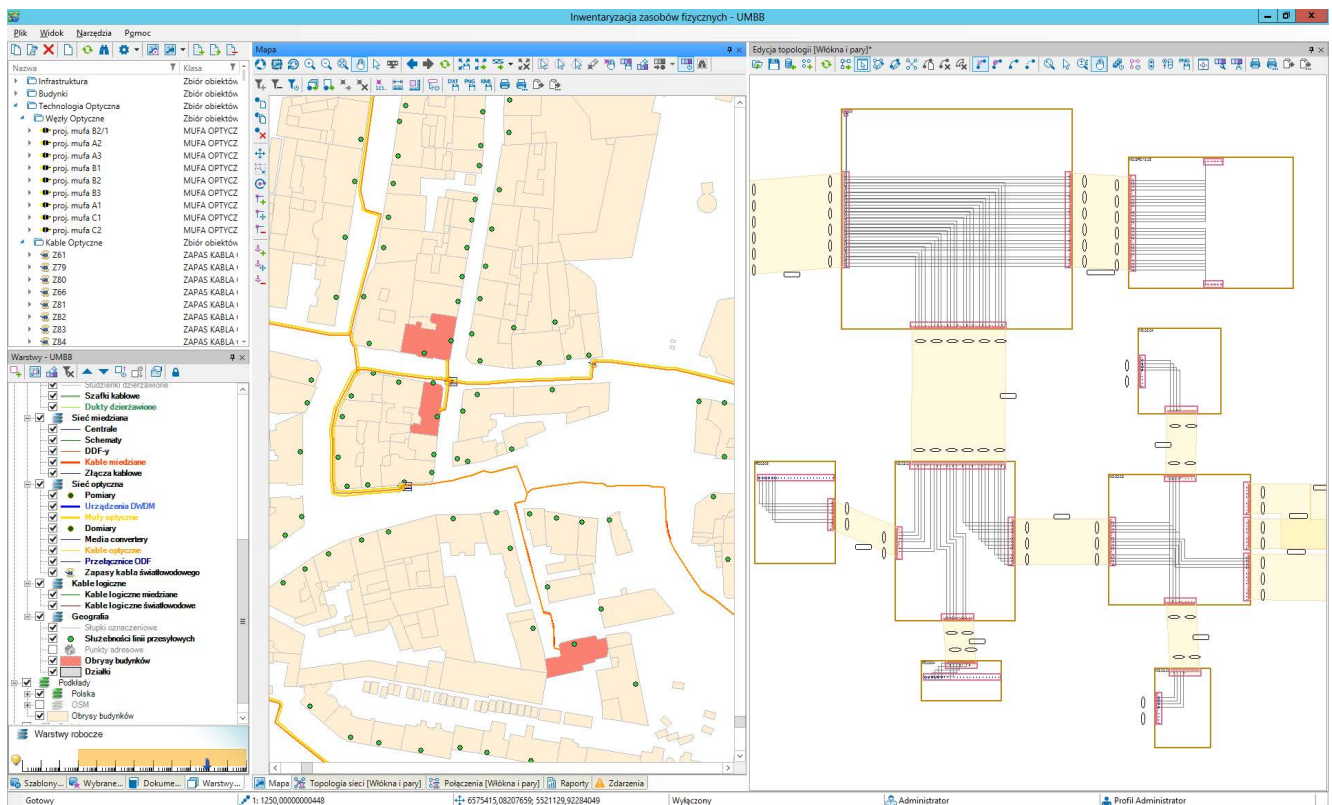 Inwentaryzacja zasobów fizycznych - UMBB
Plik Widok Narzędzia Pomoc
Nazwa Klasa
Infrastruktura Zbiór obiektów
Budynki Zbiór obiektów
Technologia Optyczna Zbiór obiektów
Węzły Optyczne Zbiór obiektów
proj. mufa B2/1 MUFA OPTYCZ
proj. mufa A2 MUFA OPTYCZ
proj. mufa A3 MUFA OPTYCZ
proj. mufa B1 MUFA OPTYCZ
proj. mufa B2 MUFA OPTYCZ
proj. mufa B3 MUFA OPTYCZ
proj. mufa A1 MUFA OPTYCZ
proj. mufa C1 MUFA OPTYCZ
proj. mufa C2 MUFA OPTYCZ
Kable Optyczne Zbiór obiektów
Z61 ZAPAS KABLA
Z79 ZAPAS KABLA
Z80 ZAPAS KABLA
Z66 ZAPAS KABLA
Z81 ZAPAS KABLA
Z82 ZAPAS KABLA
Z83 ZAPAS KABLA
Z84 ZAPAS KABLA
Warstwy - UMBB
Studzienki dzierżawione
Szafki kablowe
Dukty dzierżawione
Sieć miedziana
Centrale
Schematy
DDF-y
Kable miedziane
Złącza kablowe
Sieć optyczna
Pomiary
Urządzenia DWDM
Mufy optyczne
Domiary
Media convertery
Kable optyczne
Przełącznice ODF
Zapasy kabla światłowodowego
Kable logiczne
Kable logiczne miedziane
Kable logiczne światłowodowe
Geografia
Słupki oznaczeniowe
Służebności linii przesyłowych
Punkty adresowe
Obrysy budynków
Działki
Podkłady
Polska
OSM
Obrysy budynków
Warstwy robocze
Szablony... Wybrane... Dokume... Warstwy...
Mapa
DXF PNG KML
Mapa Topologia sieci [Włókna i pary] Połączenia [Włókna i pary] Raporty Zdarzenia
Edycja topologii [Włókna i pary]*
PNG
Gotowy 1: 1250,00000000448 6575415,08207659; 5521129,92284049 Wyłączony Administrator Profil Administrator